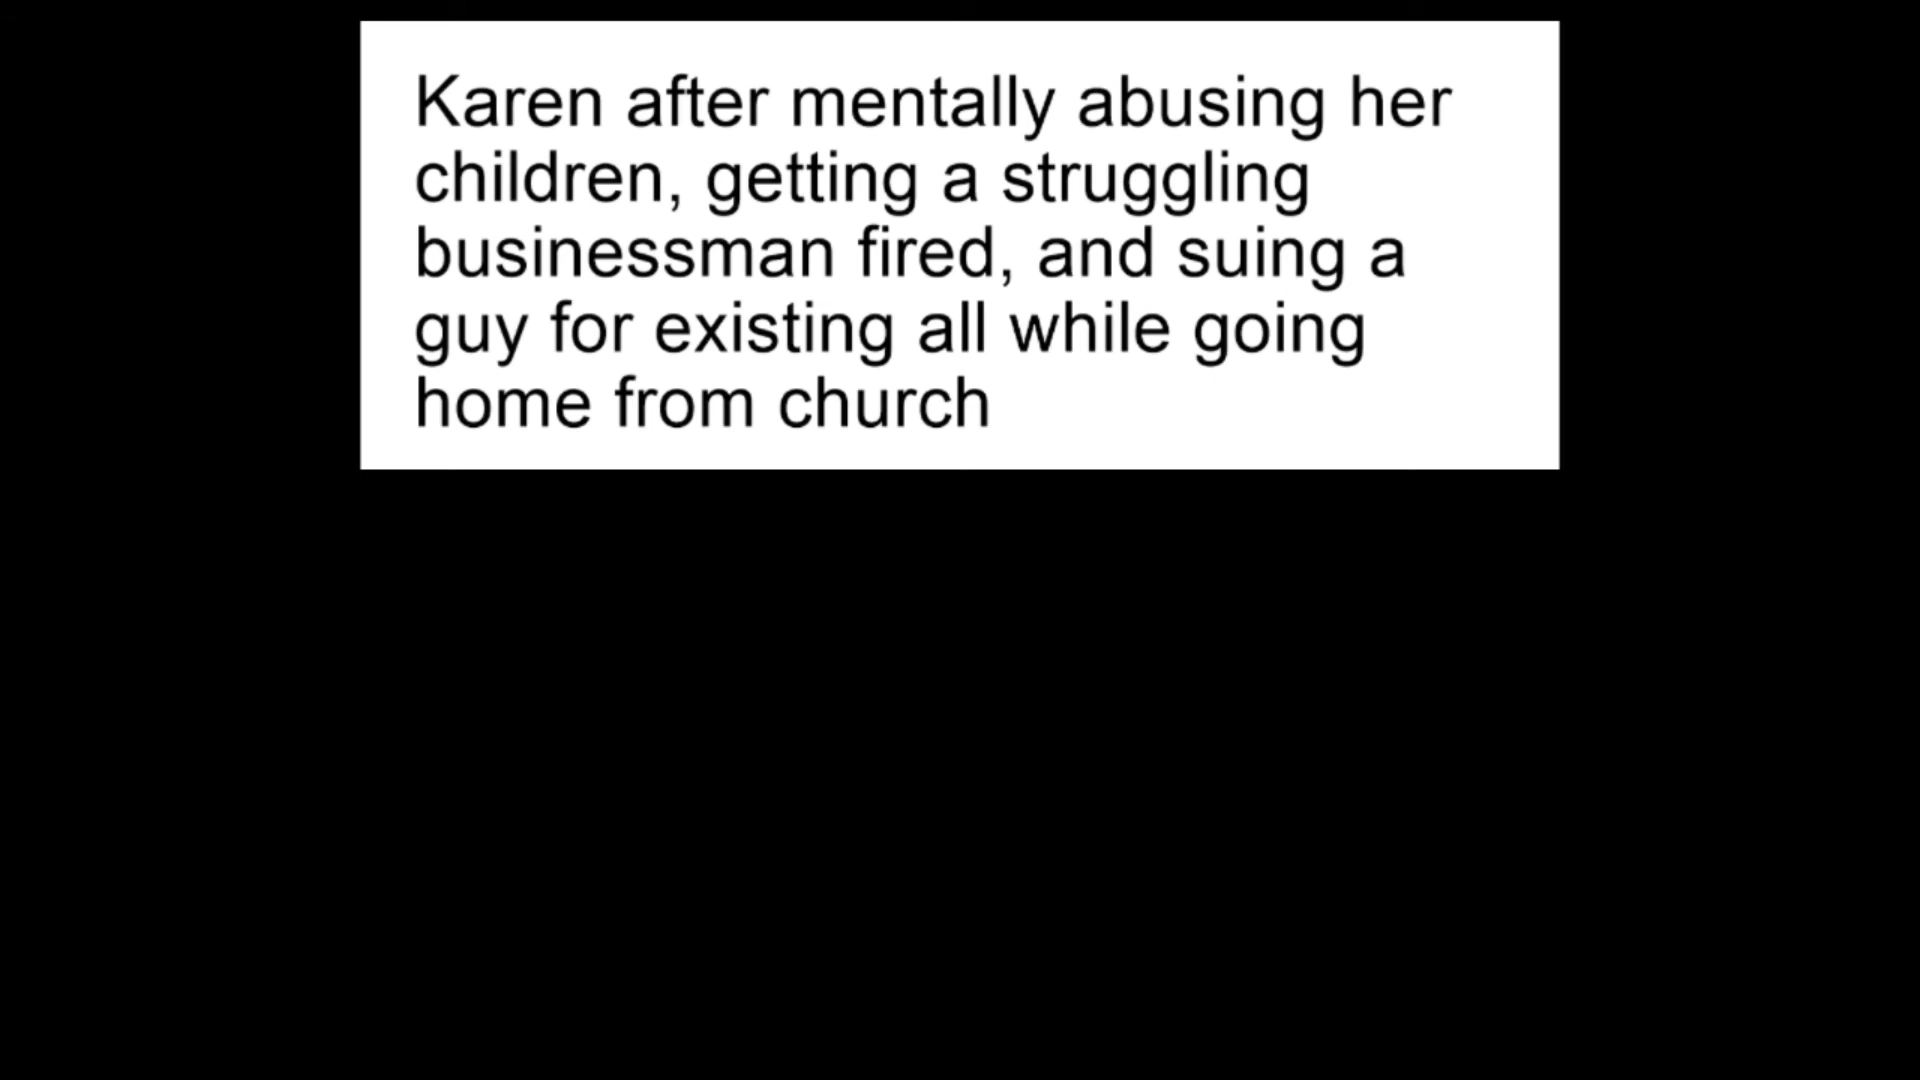 Karen after mentally abusing her
children, getting a struggling
businessman fired, and suing a
guy for existing all while going
home from church